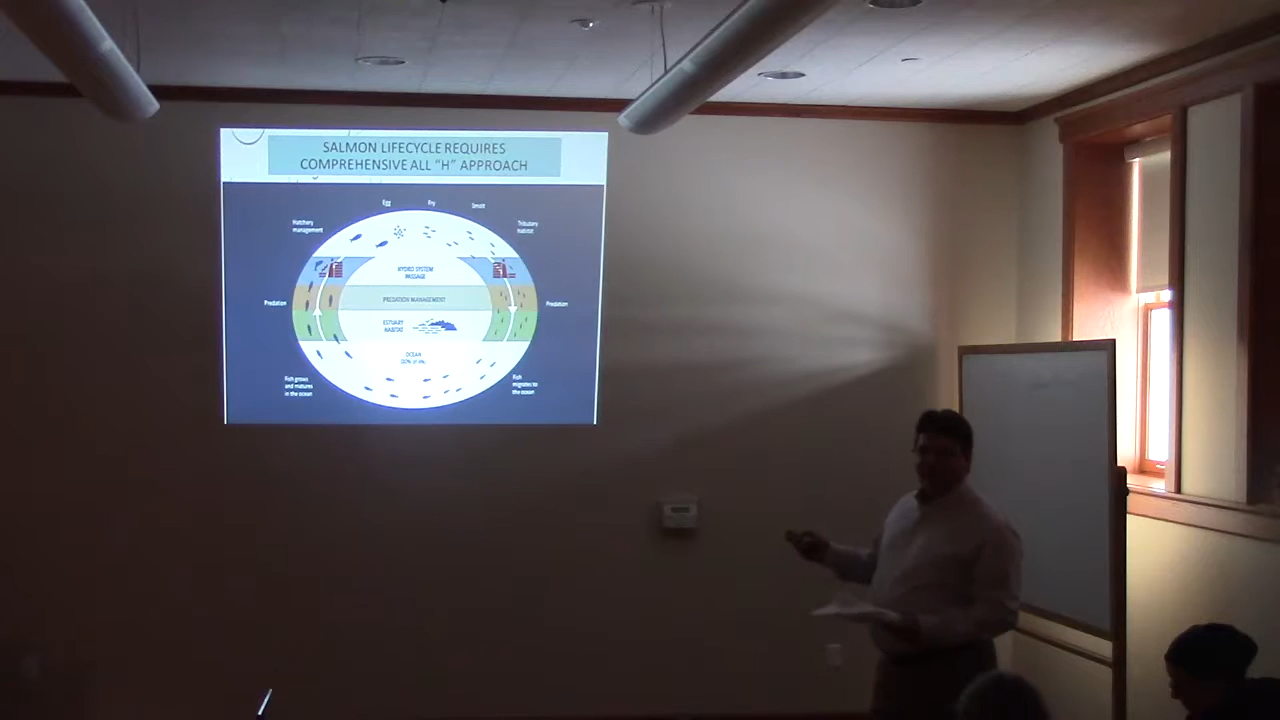 SALMON LIFECYCLE REQUIRES
COMPREHENSIVE ALL "H" APPROACH
Egg
Fry
Smolt
Hatchery
management
Tributary
habitat
HYDRO SYSTEM
PASSAGE
Predation
PREDATION MANAGEMENT
Predation
ESTUARY
HABITAT
OCEAN
Fish grows
and matures
in the ocean
Fish
migrates to
the ocean